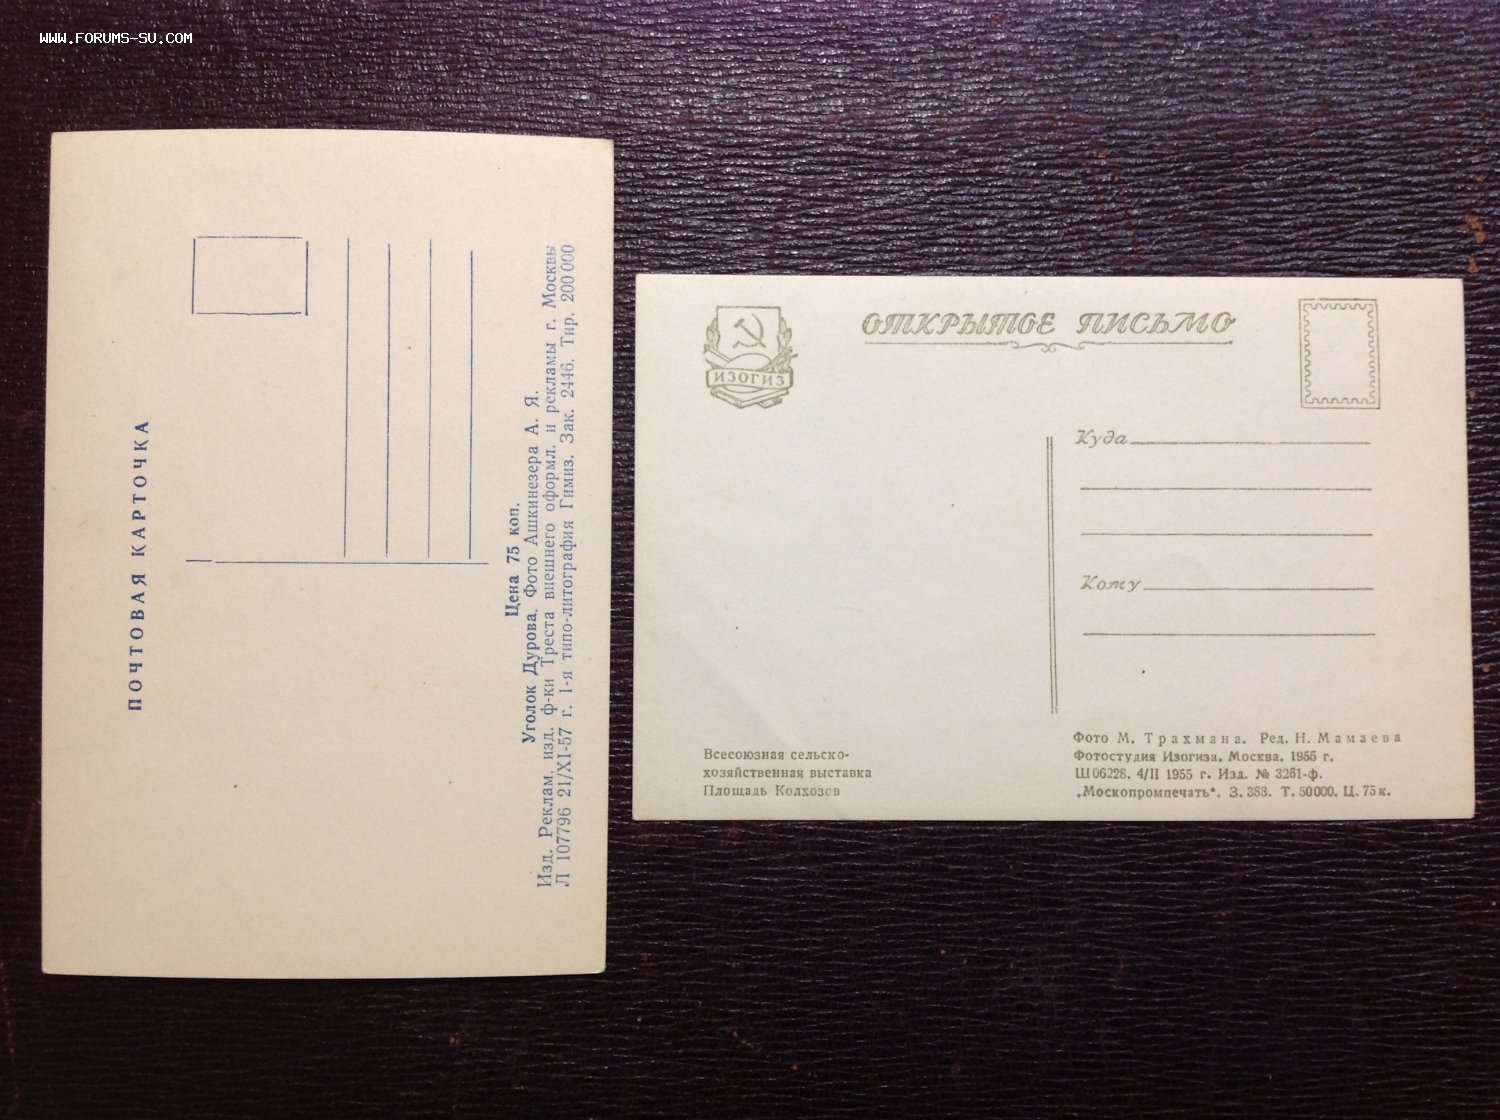 www.forums-su.com
ПОЧТОВАЯ КАРТОЧКА
Цена 75 коп.
Уголок Дурова. Фото Ашкинезера А. Я.
Изд. Реклам. изд. ф-ки Треста внешнего оформл. и рекламы г. Москвы
Л 107796 21/XI-57 г. 1-я типо-литография Гимиз. Зак. 2446. Тир. 200 000
ИЗОГИЗ
ОТКРЫТОЕ ПИСЬМО
Куда
Кому
Всесоюзная сельско-
хозяйственная выставка
Площадь Колхозов
Фото М. Трахмана. Ред. Н. Мамаева
Фотостудия Изогиза. Москва. 1955 г.
Ш 06228. 4/II 1955 г. Изд. № 3261-ф.
„Москопромпечать“. З. 383. Т. 50000. Ц. 75 к.